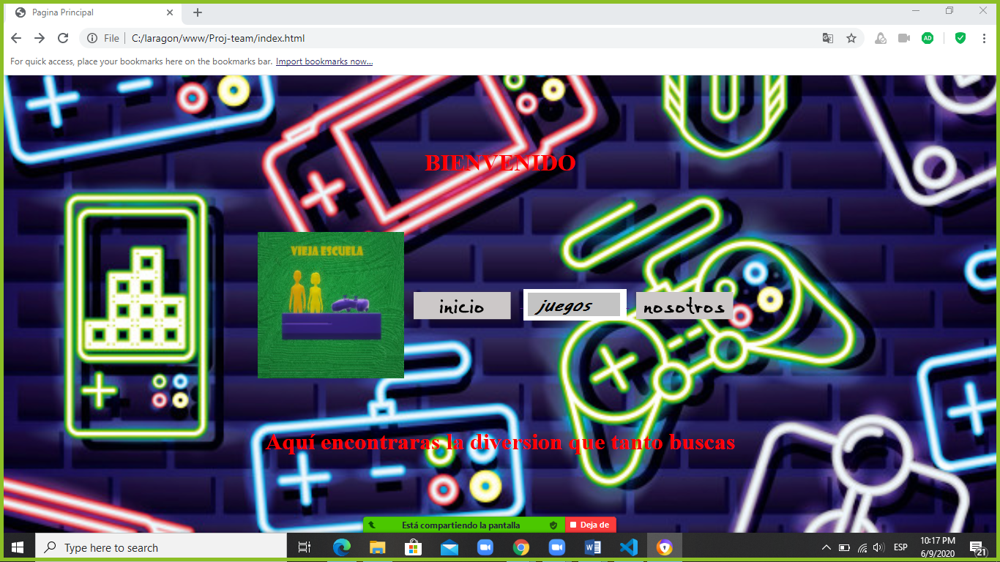 Pagina Principal
File
C:/laragon/www/Proj-team/index.html
AD
For quick access, place your bookmarks here on the bookmarks bar. Import bookmarks now...
BIENVENIDO
VIEJA ESCUELA
inicio
juegos
nosotros
Aquí encontraras la diversion que tanto buscas
Está compartiendo la pantalla
Deja de
Type here to search
ESP
10:17 PM
6/9/2020
21